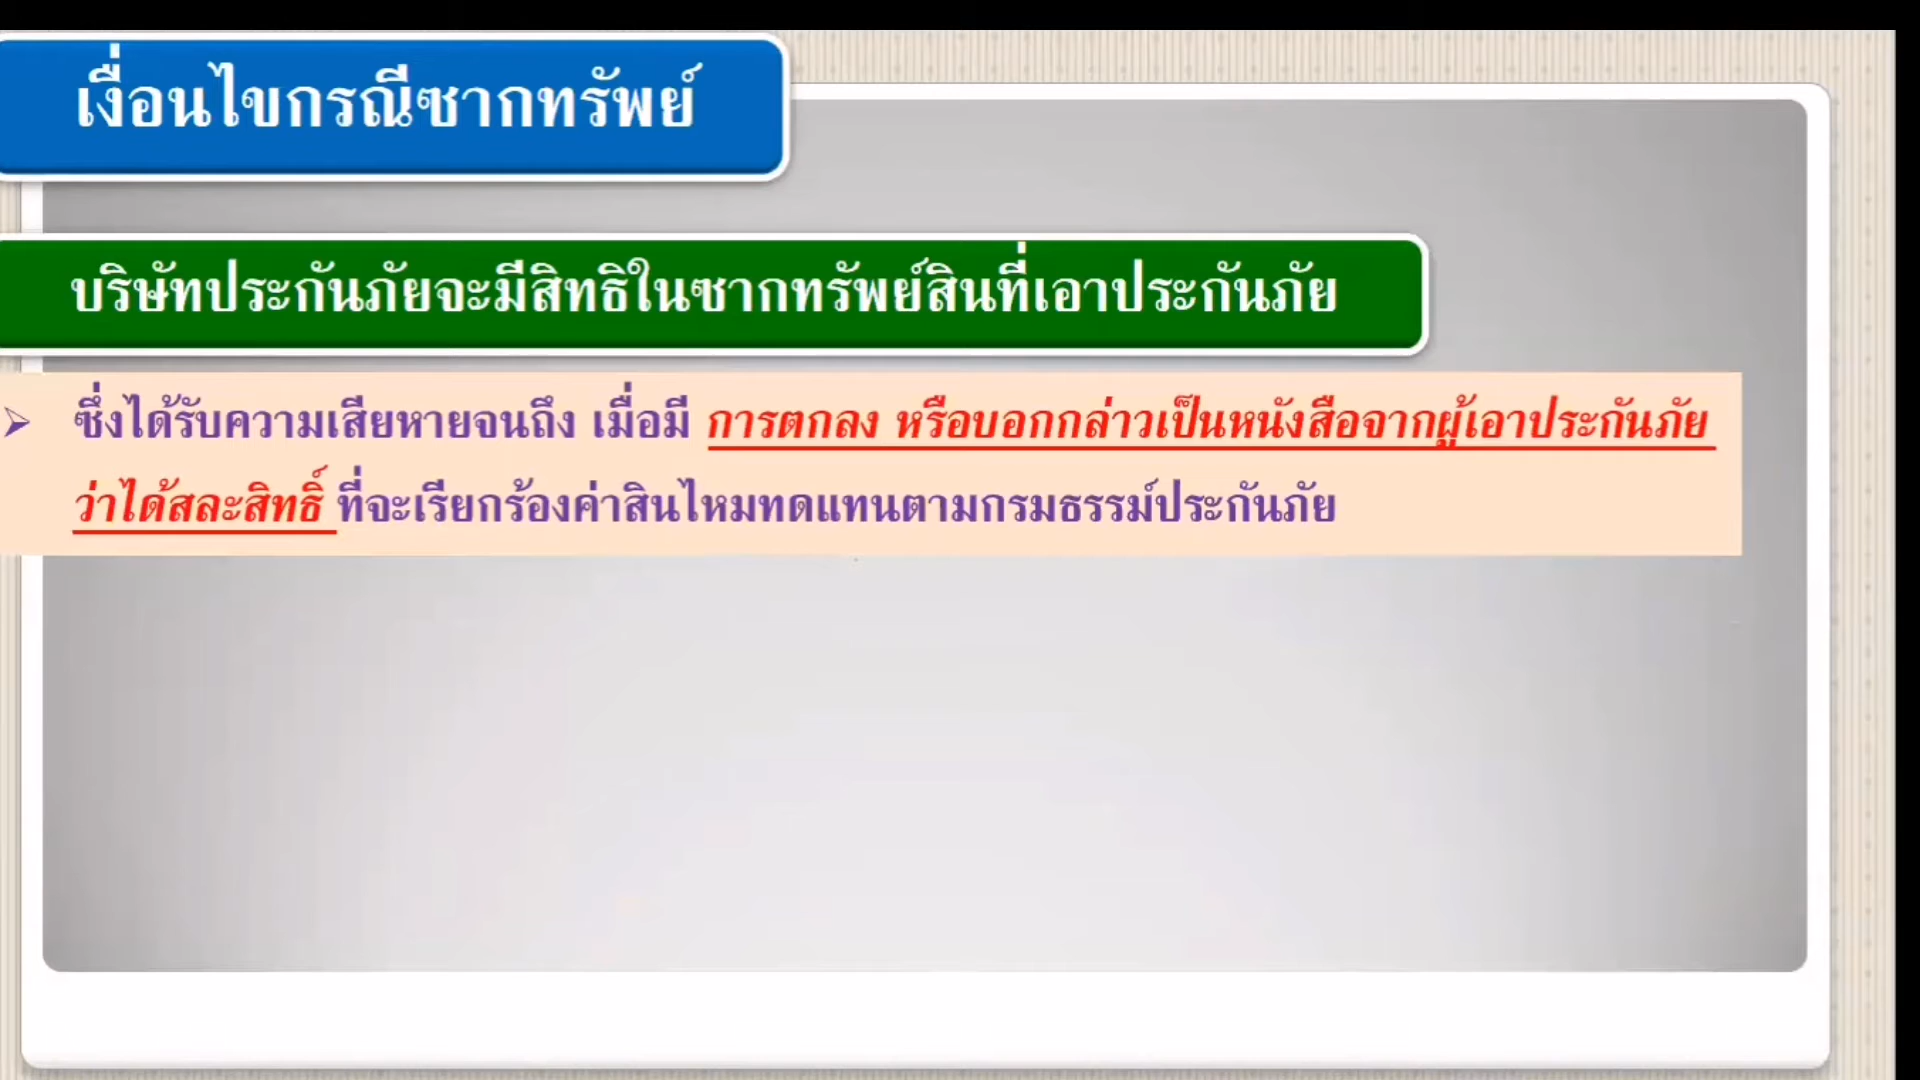 เงื่อนไขกรณีซากทรัพย์
บริษัทประกันภัยจะมีสิทธิในซากทรัพย์สินที่เอาประกันภัย
ซึ่งได้รับความเสียหายจนถึง เมื่อมี การตกลง หรือบอกกล่าวเป็นหนังสือจากผู้เอาประกันภัย
ว่าได้สละสิทธิ์ ที่จะเรียกร้องค่าสินไหมทดแทนตามกรมธรรม์ประกันภัย